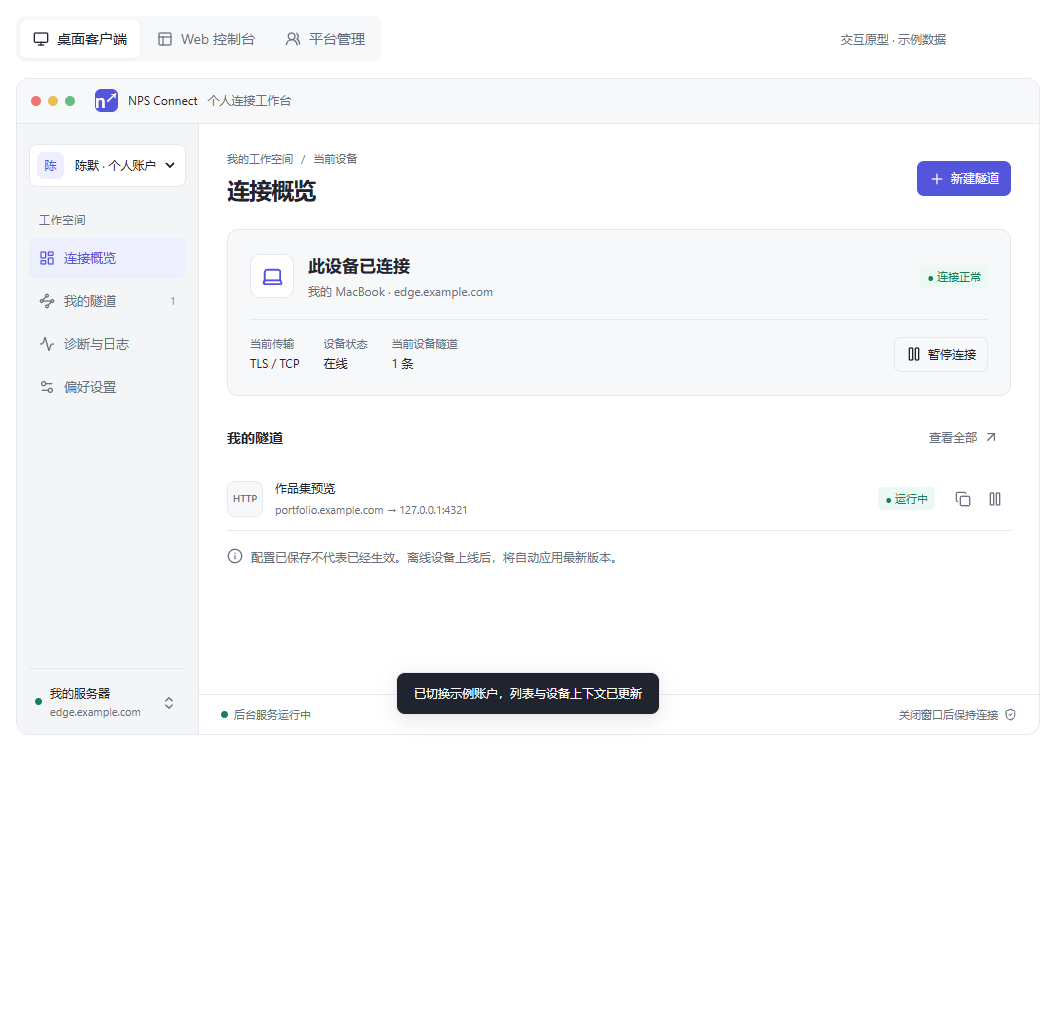 桌面客户端
Web 控制台
平台管理
交互原型 · 示例数据
n
NPS Connect
个人连接工作台
陈
陈默 · 个人账户
工作空间
连接概览
我的隧道
1
诊断与日志
偏好设置
我的服务器
edge.example.com
我的工作空间 / 当前设备
连接概览
新建隧道
此设备已连接
我的 MacBook · edge.example.com
连接正常
当前传输
TLS / TCP
设备状态
在线
当前设备隧道
1 条
暂停连接
我的隧道
查看全部
HTTP
作品集预览
portfolio.example.com → 127.0.0.1:4321
运行中
配置已保存不代表已经生效。离线设备上线后，将自动应用最新版本。
已切换示例账户，列表与设备上下文已更新
后台服务运行中
关闭窗口后保持连接